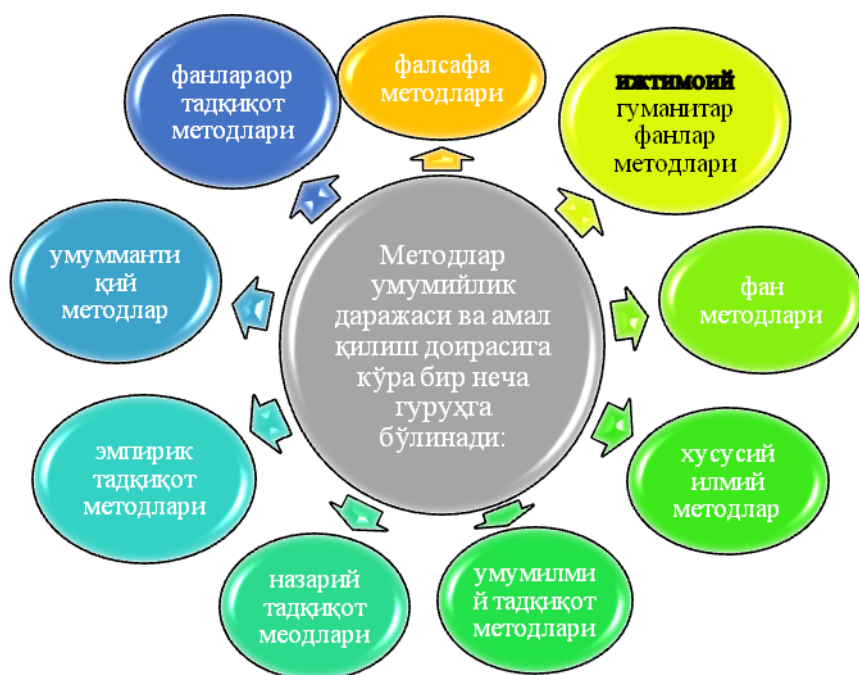 фалсафа
методлари
ижтимоий
гуманитар
фанлар
методлари
фан
методлари
хусусий
илмий
методлар
умумилми
й тадқиқот
методлари
назарий
тадқиқот
меодлари
эмпирик
тадқиқот
методлари
умумманти
қий
методлар
фанлараор
тадқиқот
методлари
Методлар
умумийлик
даражаси ва амал
қилиш доирасига
кўра бир неча
гуруҳга
бўлинади: